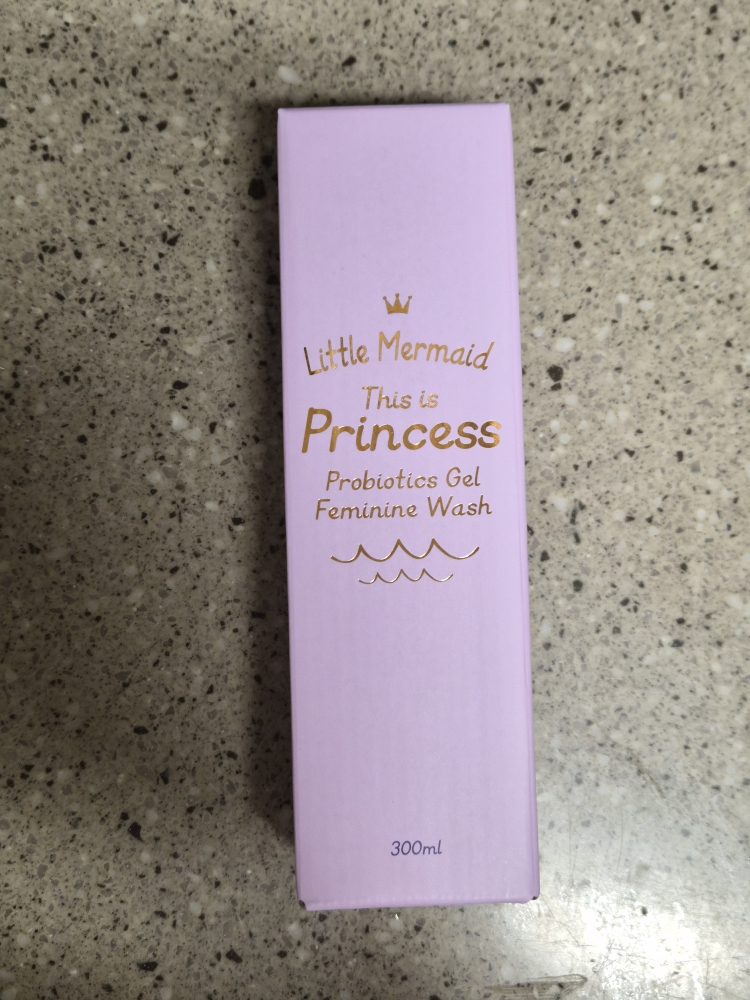 Little Mermaid
This is
Princess
Probiotics Gel
Feminine Wash
300ml